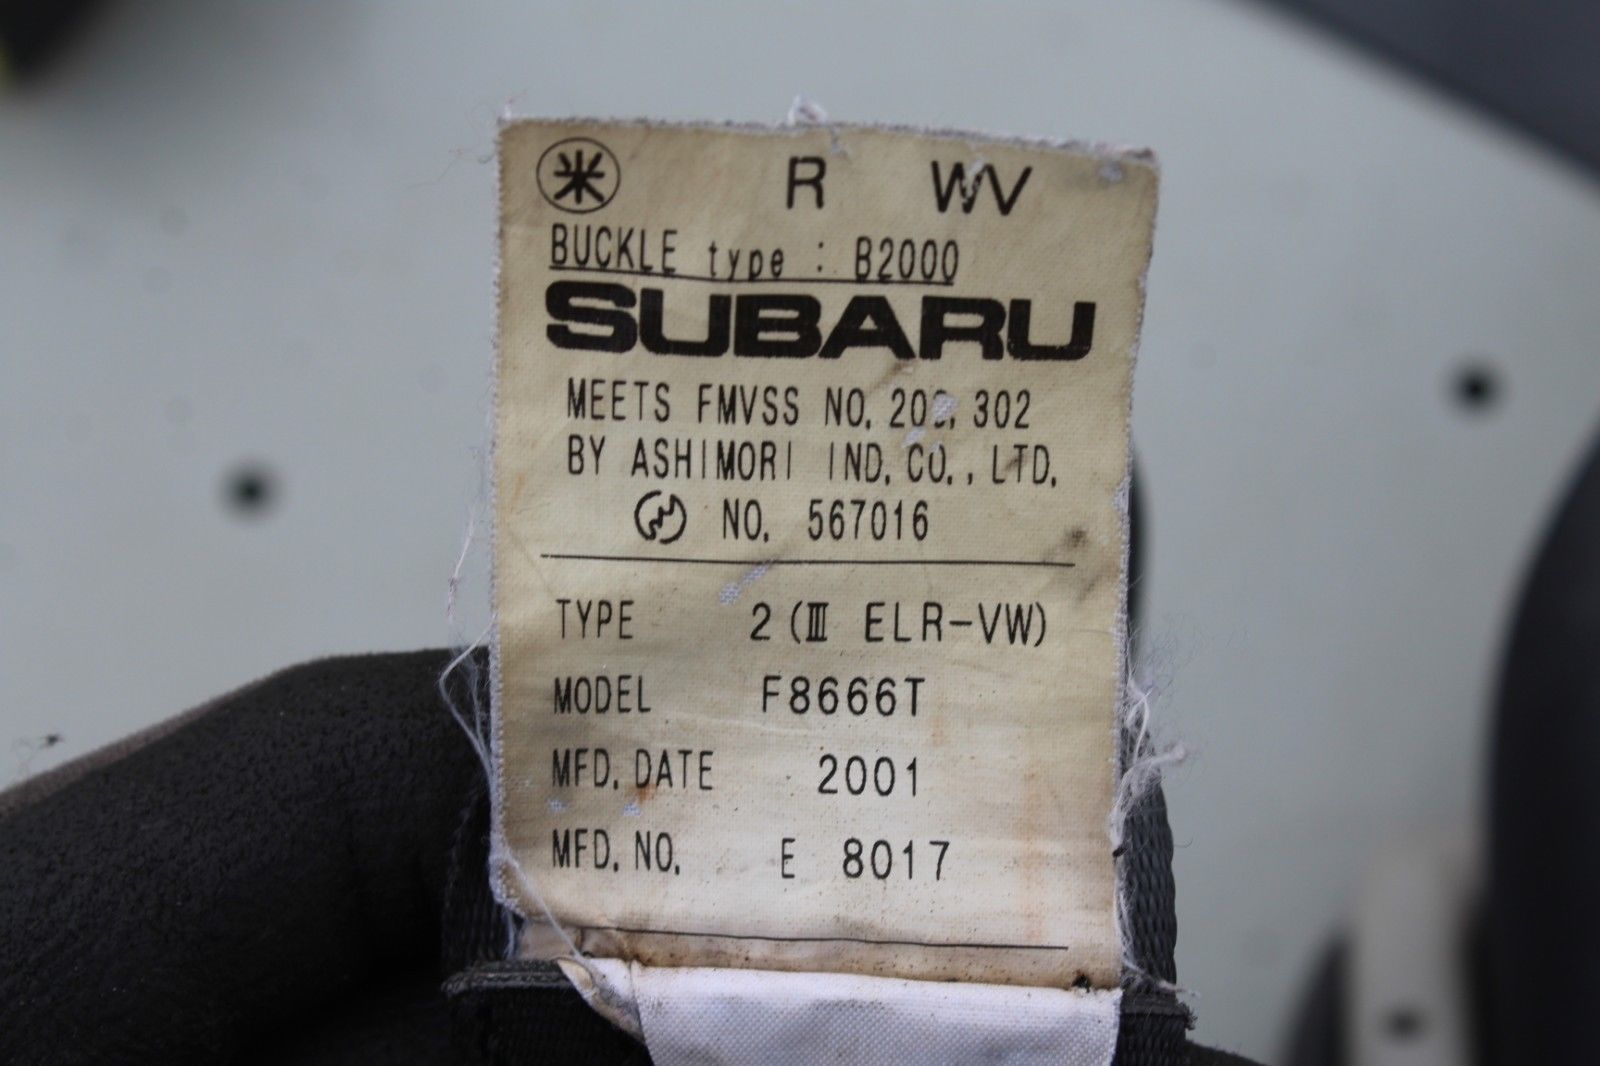 R WV
BUCKLE type : B2000
SUBARU
MEETS FMVSS NO. 302
BY ASHIMORI IND. CO., LTD.
NO. 567016
TYPE 2 (Ⅲ ELR-VW)
MODEL F8666T
MFD. DATE 2001
MFD. NO. E 8017